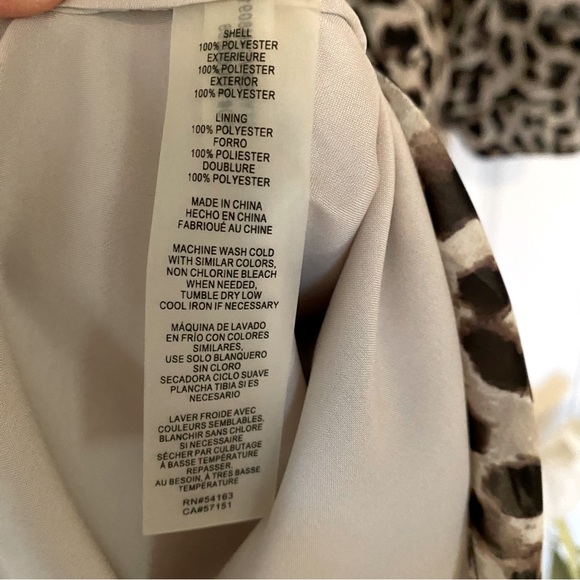 SHELL
100% POLYESTER
EXTERIEURE
100% POLIESTER
EXTERIOR
100% POLYESTER
LINING
100% POLYESTER
FORRO
100% POLIESTER
DOUBLURE
100% POLYESTER
MADE IN CHINA
HECHO EN CHINA
FABRIQUÉ AU CHINE
MACHINE WASH COLD
WITH SIMILAR COLORS,
NON CHLORINE BLEACH
WHEN NEEDED,
TUMBLE DRY LOW
COOL IRON IF NECESSARY
MÁQUINA DE LAVADO
EN FRÍO CON COLORES
SIMILARES,
USE SOLO BLANQUERO
SIN CLORO
SECADORA CICLO SUAVE
PLANCHA TIBIA SI ES
NECESARIO
LAVER FROIDE AVEC
COULEURS SEMBLABLES,
BLANCHIR SANS CHLORE
SI NECESSAIRE
SÉCHER PAR CULBUTAGE
À BASSE TEMPÉRATURE
REPASSER,
AU BESOIN, À TRES BASSE
TEMPÉRATURE
RN#54163
CA#57151